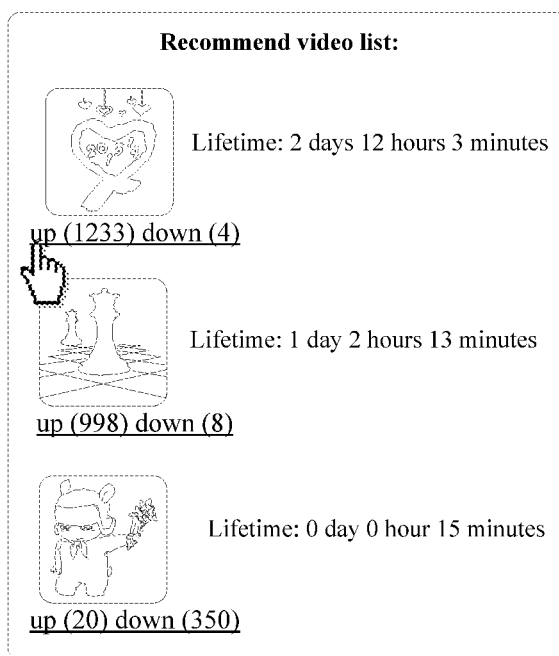 Recommend video list:
Lifetime: 2 days 12 hours 3 minutes
up (1233) down (4)
Lifetime: 1 day 2 hours 13 minutes
up (998) down (8)
Lifetime: 0 day 0 hour 15 minutes
up (20) down (350)